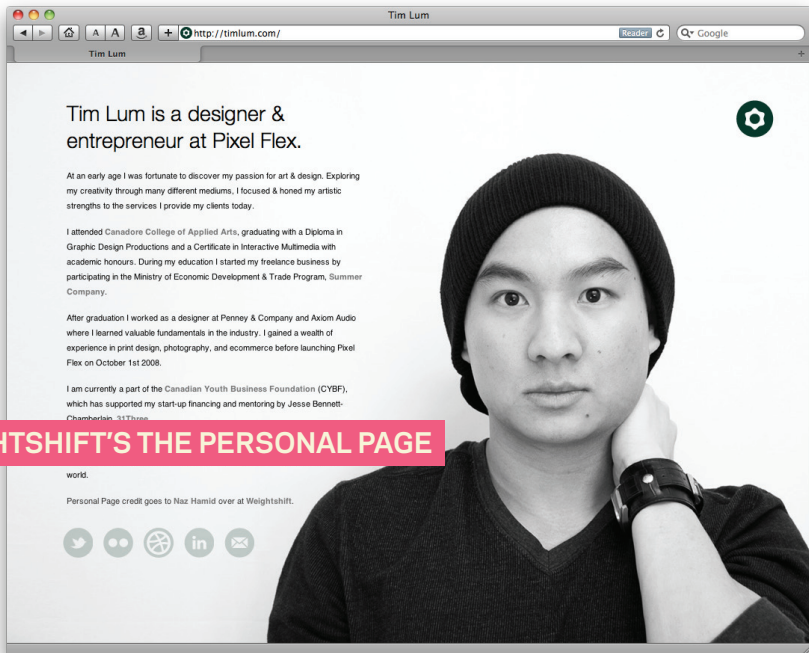 Tim Lum
A A a + http://timlum.com/ Reader Google
Tim Lum
Tim Lum is a designer &
entrepreneur at Pixel Flex.
At an early age I was fortunate to discover my passion for art & design. Exploring
my creativity through many different mediums, I focused & honed my artistic
strengths to the services I provide my clients today.
I attended Canadore College of Applied Arts, graduating with a Diploma in
Graphic Design Productions and a Certificate in Interactive Multimedia with
academic honours. During my education I started my freelance business by
participating in the Ministry of Economic Development & Trade Program, Summer
Company.
After graduation I worked as a designer at Penney & Company and Axiom Audio
where I learned valuable fundamentals in the industry. I gained a wealth of
experience in print design, photography, and ecommerce before launching Pixel
Flex on October 1st 2008.
I am currently a part of the Canadian Youth Business Foundation (CYBF),
which has supported my start-up financing and mentoring by Jesse Bennett-
Chamberlain, 31Three.
HTSHIFT'S THE PERSONAL PAGE
world.
Personal Page credit goes to Naz Hamid over at Weightshift.
in